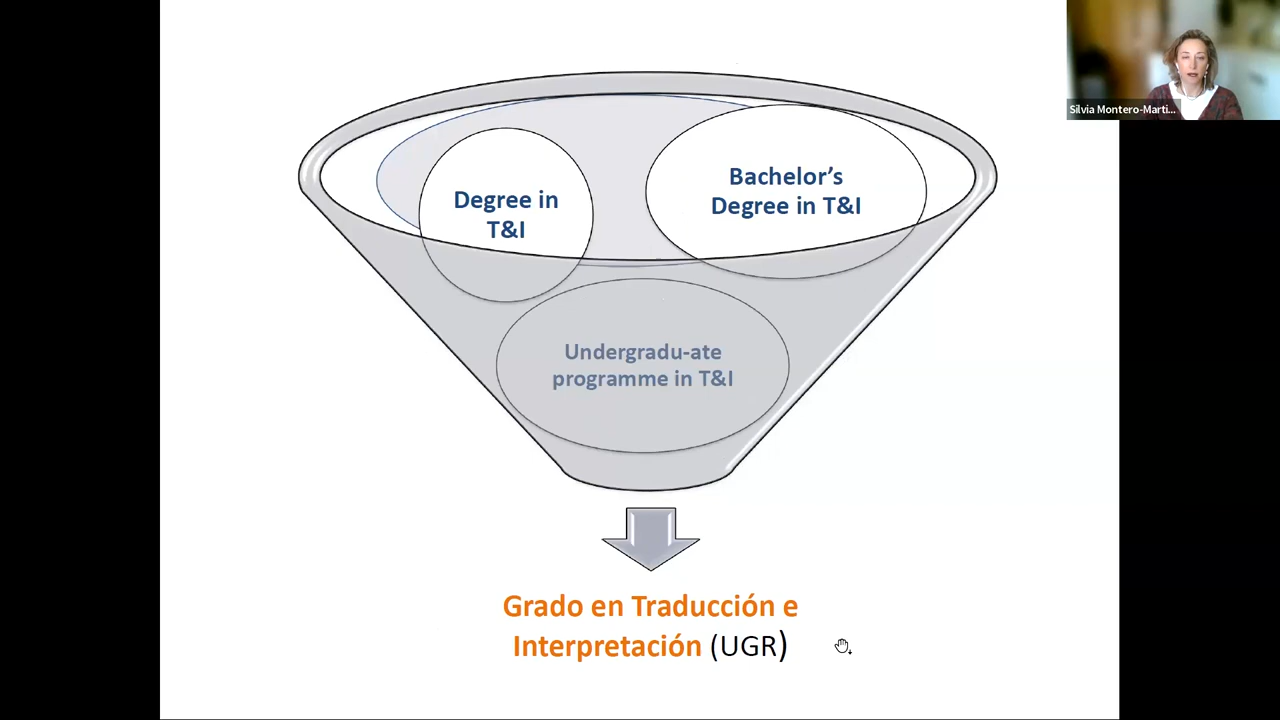 Silvia Montero-Marti...
Degree in
T&I
Bachelor’s
Degree in T&I
Undergradu-ate
programme in T&I
Grado en Traducción e
Interpretación (UGR)